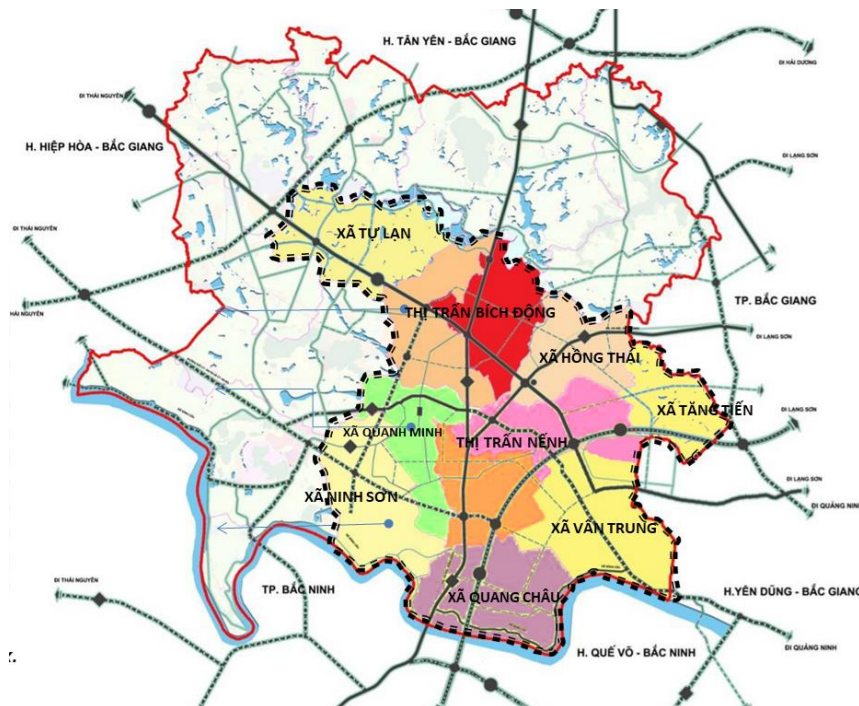 H. TÂN YÊN - BẮC GIANG
ĐI HẢI DƯƠNG
ĐI THÁI NGUYÊN
H. HIỆP HÒA - BẮC GIANG
ĐI LẠNG SƠN
XÃ TỰ LẠN
ĐI THÁI NGUYÊN
TP. BẮC GIANG
ĐI THÁI NGUYÊN
THỊ TRẤN BÍCH ĐỘNG
ĐI LẠNG SƠN
XÃ HỒNG THÁI
XÃ TĂNG TIẾN
ĐI LẠNG SƠN
XÃ QUANH MINH
THỊ TRẤN NẾNH
ĐI LẠNG SƠN
XÃ NINH SƠN
ĐI QUẢNG NINH
XÃ VÂN TRUNG
ĐI THÁI NGUYÊN
TP. BẮC NINH
XÃ QUANG CHÂU
H.YÊN DŨNG - BẮC GIANG
ĐI QUẢNG NINH
H. QUẾ VÕ - BẮC NINH